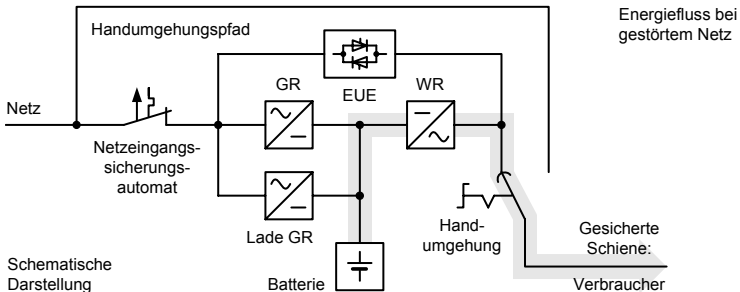 Handumgehungspfad
Energiefluss bei
gestörtem Netz
Netz
GR
EUE
WR
Netzeingangs-
sicherungs-
automat
Lade GR
Hand-
umgehung
Gesicherte
Schiene:
Schematische
Darstellung
Batterie
Verbraucher